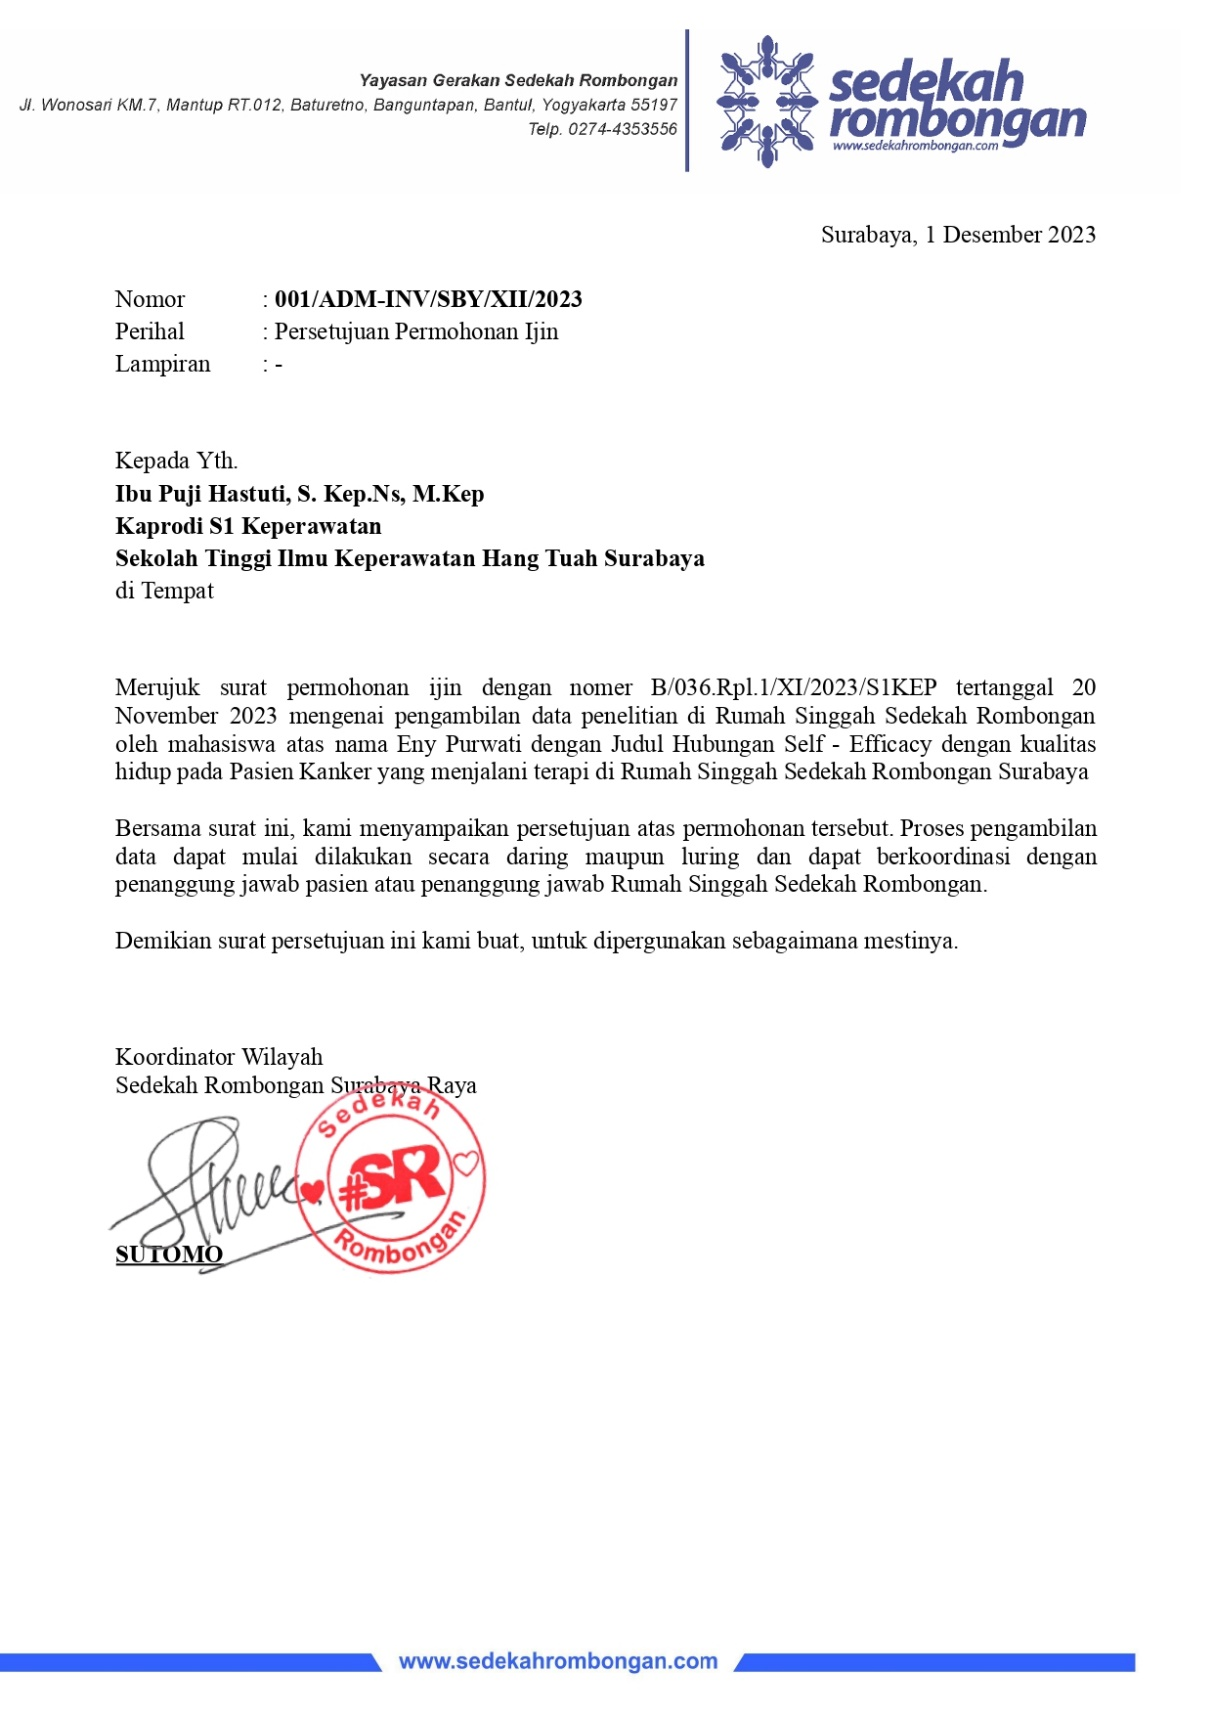 Yayasan Gerakan Sedekah Rombongan
Jl. Wonosari KM.7, Mantup RT.012, Baturetno, Banguntapan, Bantul, Yogyakarta 55197
Telp. 0274-4353556
sedekah
rombongan
www.sedekahrombongan.com
Surabaya, 1 Desember 2023
Nomor : 001/ADM-INV/SBY/XII/2023
Perihal : Persetujuan Permohonan Ijin
Lampiran : -
Kepada Yth.
Ibu Puji Hastuti, S. Kep.Ns, M.Kep
Kaprodi S1 Keperawatan
Sekolah Tinggi Ilmu Keperawatan Hang Tuah Surabaya
di Tempat
Merujuk surat permohonan ijin dengan nomer B/036.Rpl.1/XI/2023/S1KEP tertanggal 20
November 2023 mengenai pengambilan data penelitian di Rumah Singgah Sedekah Rombongan
oleh mahasiswa atas nama Eny Purwati dengan Judul Hubungan Self - Efficacy dengan kualitas
hidup pada Pasien Kanker yang menjalani terapi di Rumah Singgah Sedekah Rombongan Surabaya
Bersama surat ini, kami menyampaikan persetujuan atas permohonan tersebut. Proses pengambilan
data dapat mulai dilakukan secara daring maupun luring dan dapat berkoordinasi dengan
penanggung jawab pasien atau penanggung jawab Rumah Singgah Sedekah Rombongan.
Demikian surat persetujuan ini kami buat, untuk dipergunakan sebagaimana mestinya.
Koordinator Wilayah
Sedekah Rombongan Surabaya Raya
Sedekah
#SR
Rombongan
SUTOMO
www.sedekahrombongan.com